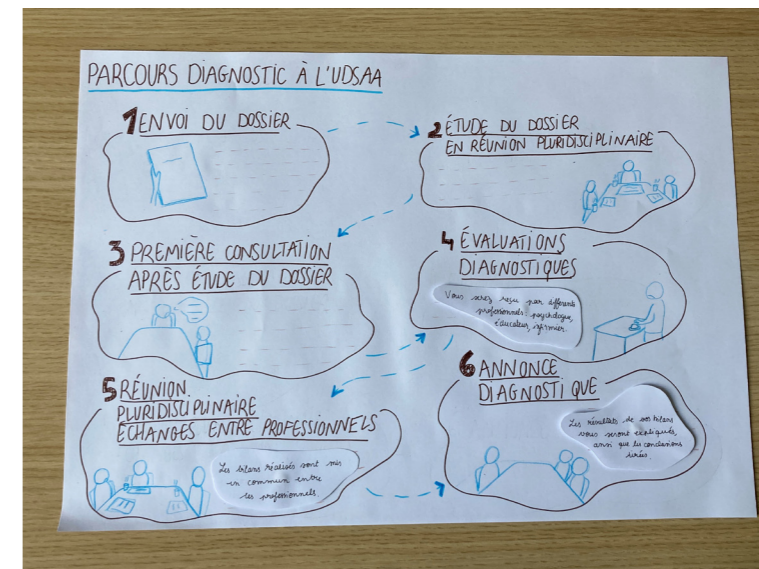 PARCOURS DIAGNOSTIC À L'UDSAA
1 ENVOI DU DOSSIER
2 ÉTUDE DU DOSSIER
EN RÉUNION PLURIDISCIPLINAIRE
3 PREMIÈRE CONSULTATION
APRÈS ÉTUDE DU DOSSIER
4 ÉVALUATIONS
DIAGNOSTIQUES
Vous serez reçu par différents
professionnels: psychologue,
éducateur, infirmier.
5 RÉUNION
PLURIDISCIPLINAIRE
ÉCHANGES ENTRE PROFESSIONNELS
Les bilans réalisés sont mis
en commun entre
les professionnels.
6 ANNONCE
DIAGNOSTIQUE
Les résultats de vos bilans
vous seront expliqués,
ainsi que les conclusions
tirées.